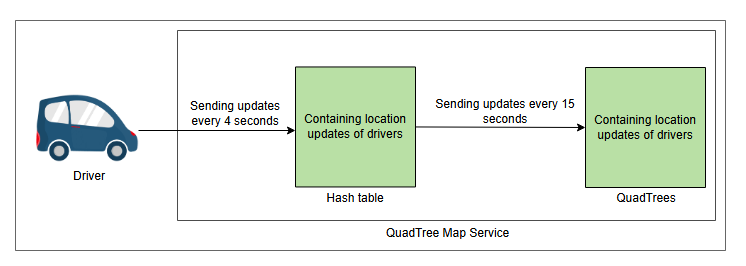 Sending updates
every 4 seconds
Containing location
updates of drivers
Sending updates every 15
seconds
Containing location
updates of drivers
Driver
Hash table
QuadTrees
QuadTree Map Service